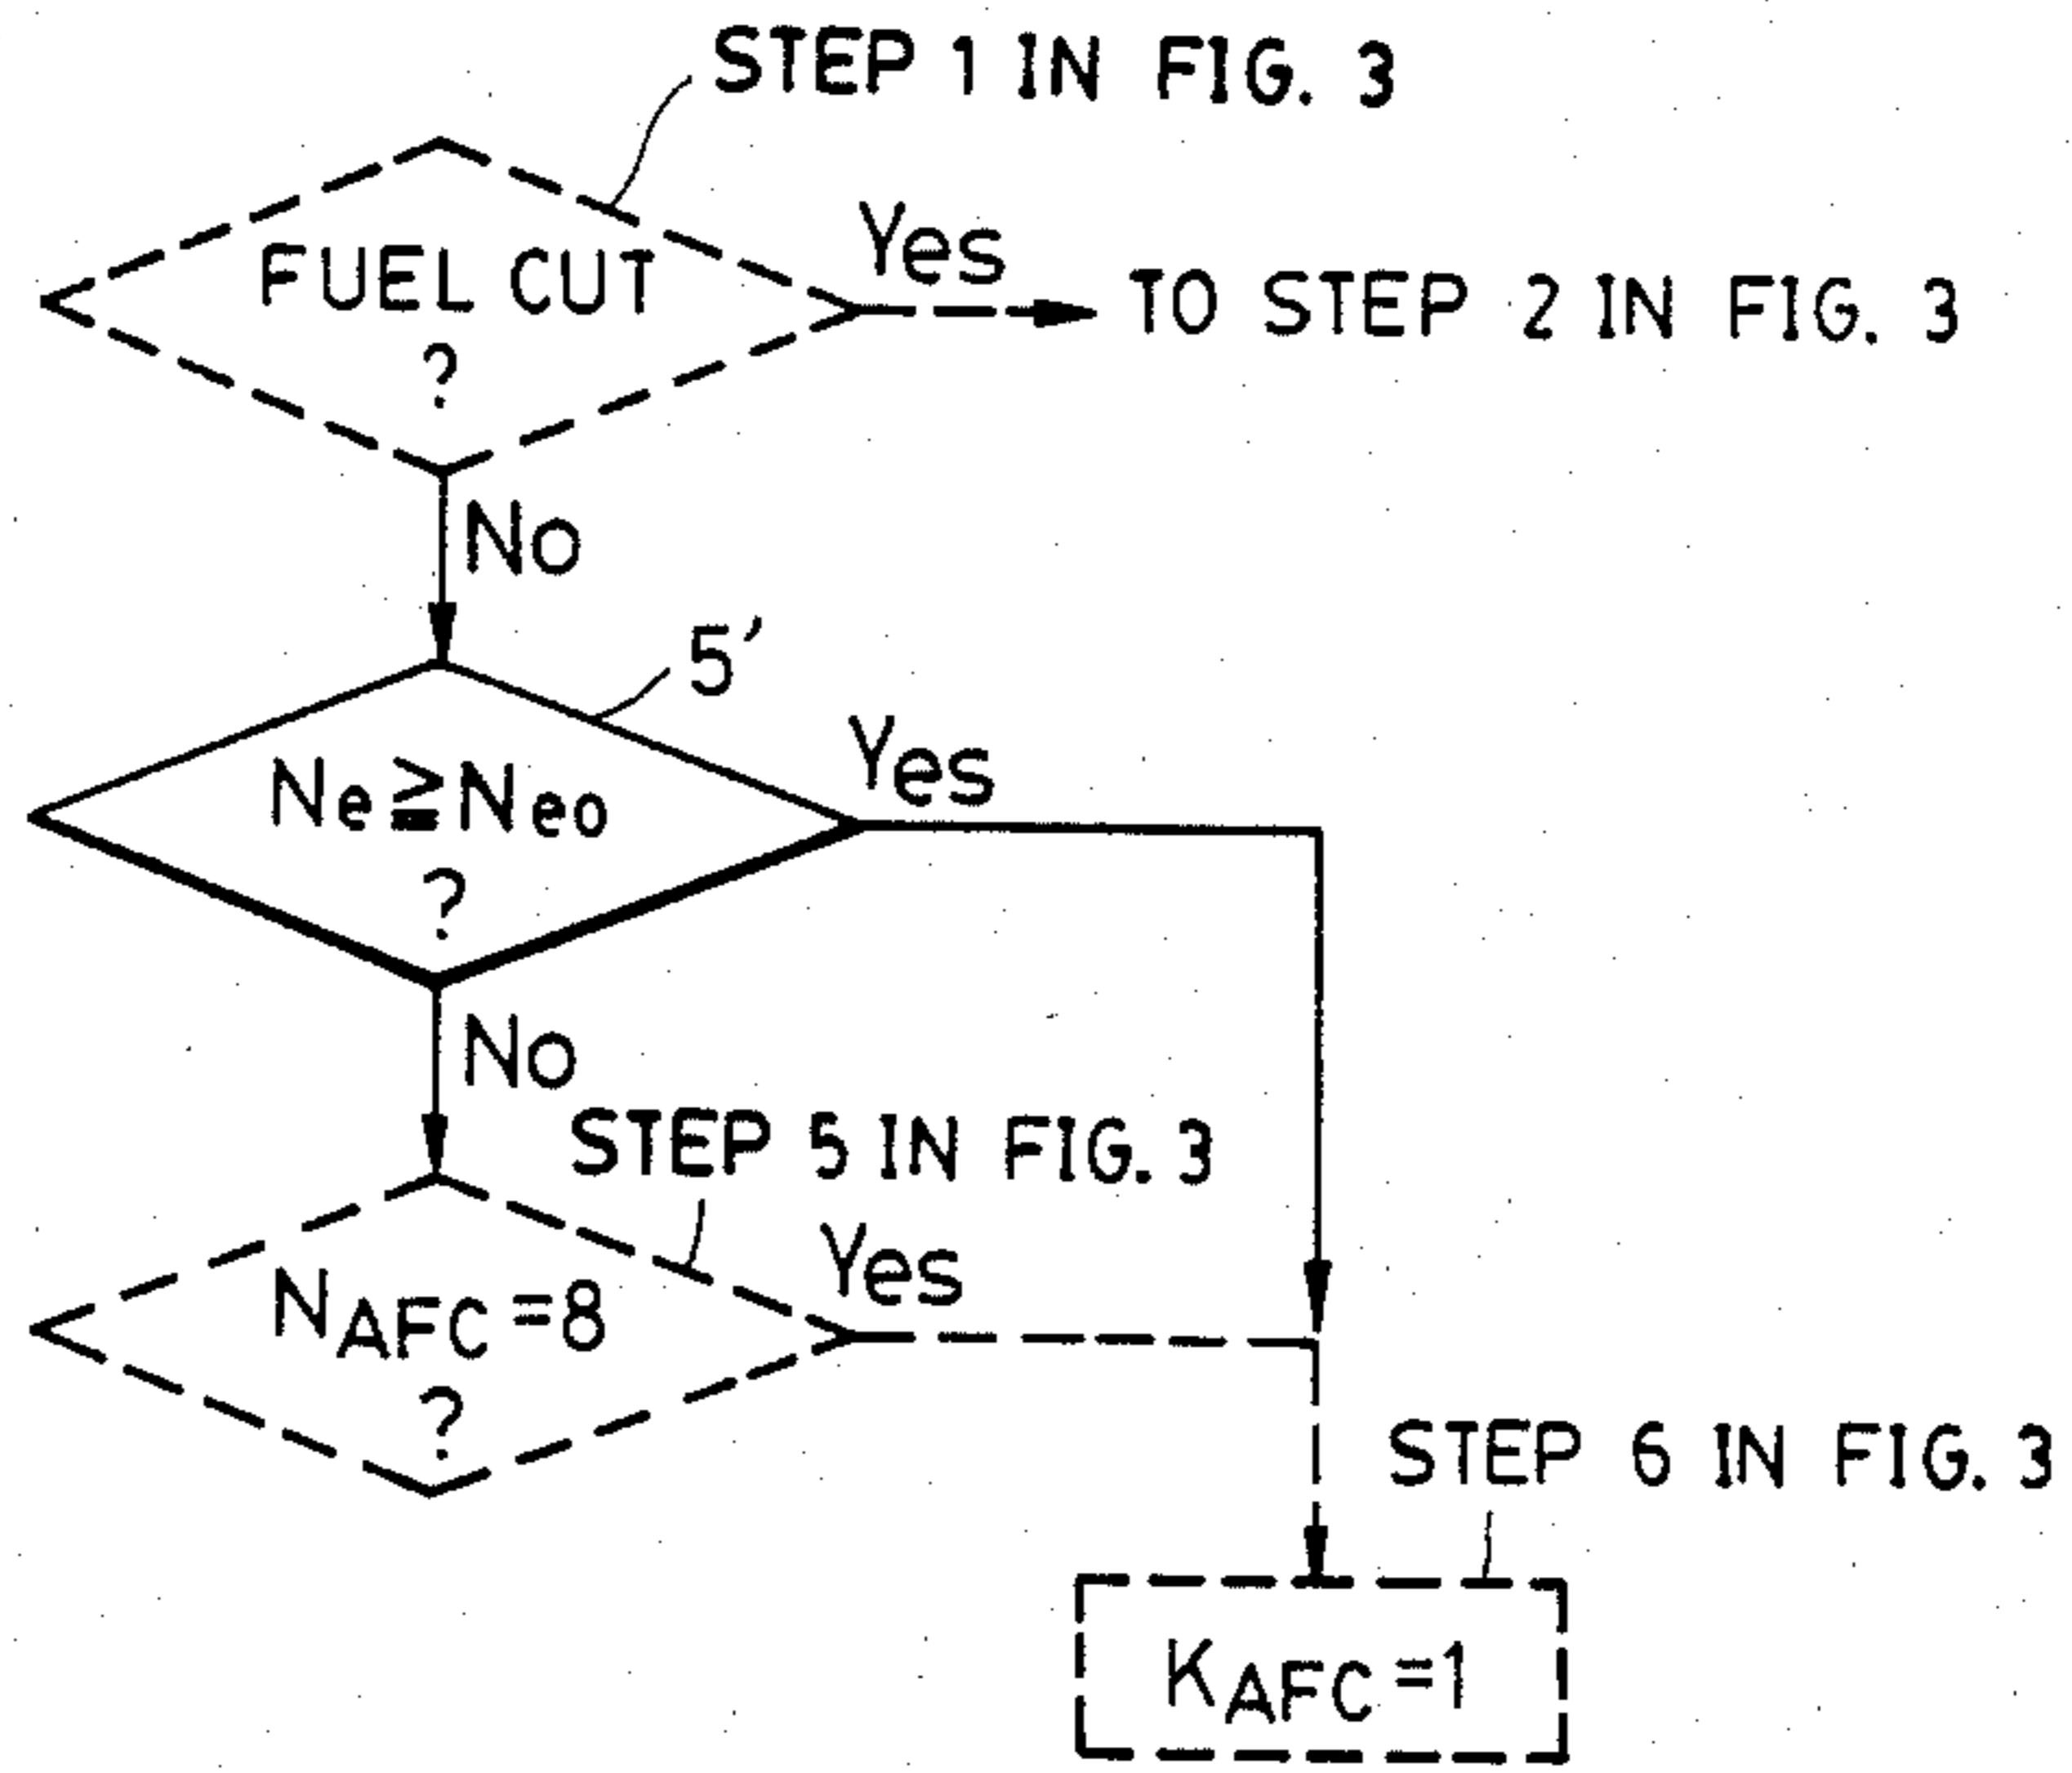 STEP 1 IN FIG. 3
FUEL CUT
?
Yes
TO STEP 2 IN FIG. 3
No
5′
Ne≧Neo
?
Yes
No
STEP 5 IN FIG. 3
NAFC=8
?
Yes
STEP 6 IN FIG. 3
KAFC=1